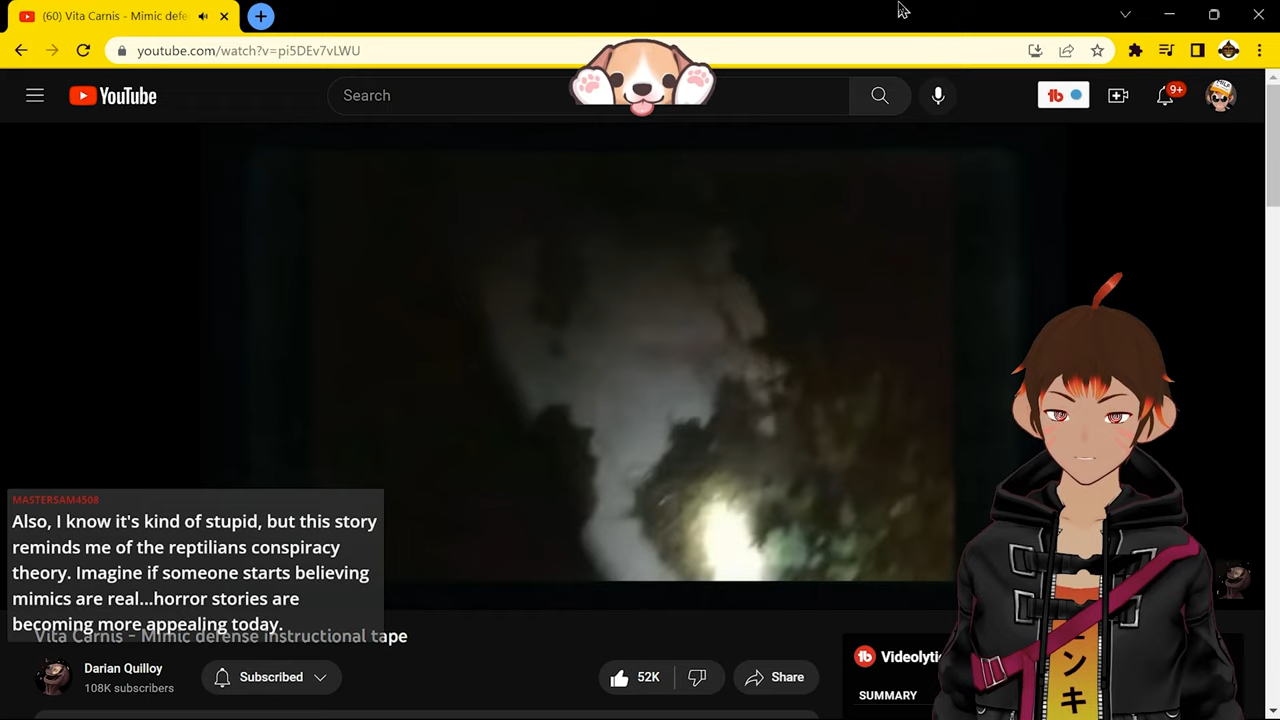 (60) Vita Carnis - Mimic defe
youtube.com/watch?v=pi5DEv7vLWU
YouTube
Search
9+
MASTERSAM4508
Also, I know it's kind of stupid, but this story
reminds me of the reptilians conspiracy
theory. Imagine if someone starts believing
mimics are real...horror stories are
becoming more appealing today.
Vita Carnis - Mimic defense instructional tape
Darian Quilloy
108K subscribers
Subscribed
52K
Share
Videolytic
SUMMARY
ンキ